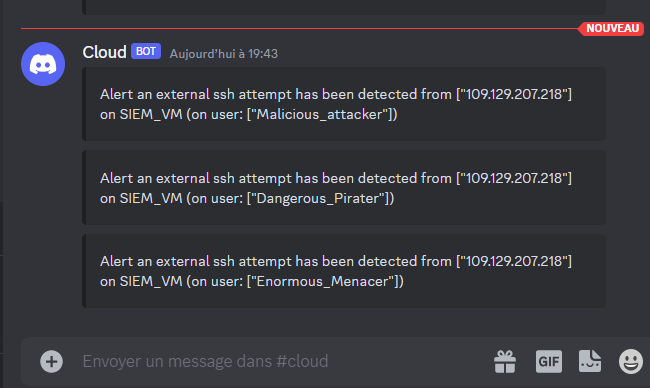 NOUVEAU
Cloud BOT Aujourd'hui à 19:43
Alert an external ssh attempt has been detected from ["109.129.207.218"]
on SIEM_VM (on user: ["Malicious_attacker"])
Alert an external ssh attempt has been detected from ["109.129.207.218"]
on SIEM_VM (on user: ["Dangerous_Pirater"])
Alert an external ssh attempt has been detected from ["109.129.207.218"]
on SIEM_VM (on user: ["Enormous_Menacer"])
Envoyer un message dans #cloud
GIF